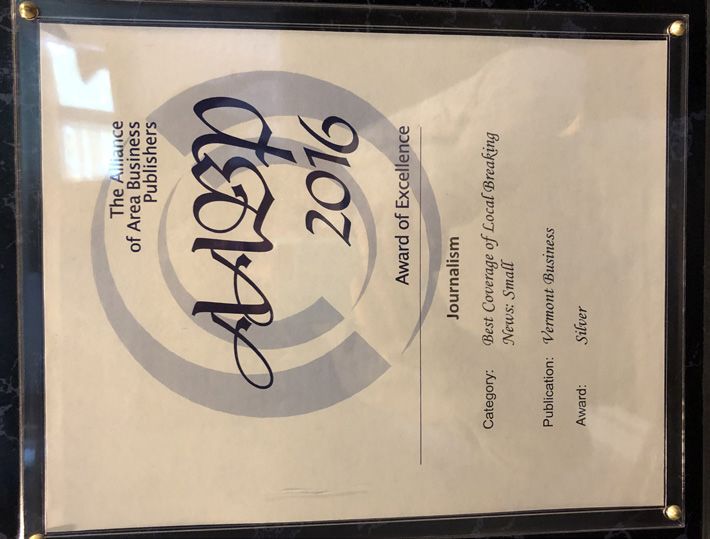 The Alliance
of Area Business
Publishers
AABP
2016
Award of Excellence
Journalism
Category: Best Coverage of Local Breaking
News: Small
Publication: Vermont Business
Award: Silver